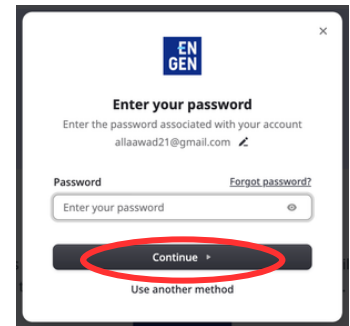 EN
GEN
Enter your password
Enter the password associated with your account
allaawad21@gmail.com
Password Forgot password?
Enter your password
Continue
Use another method